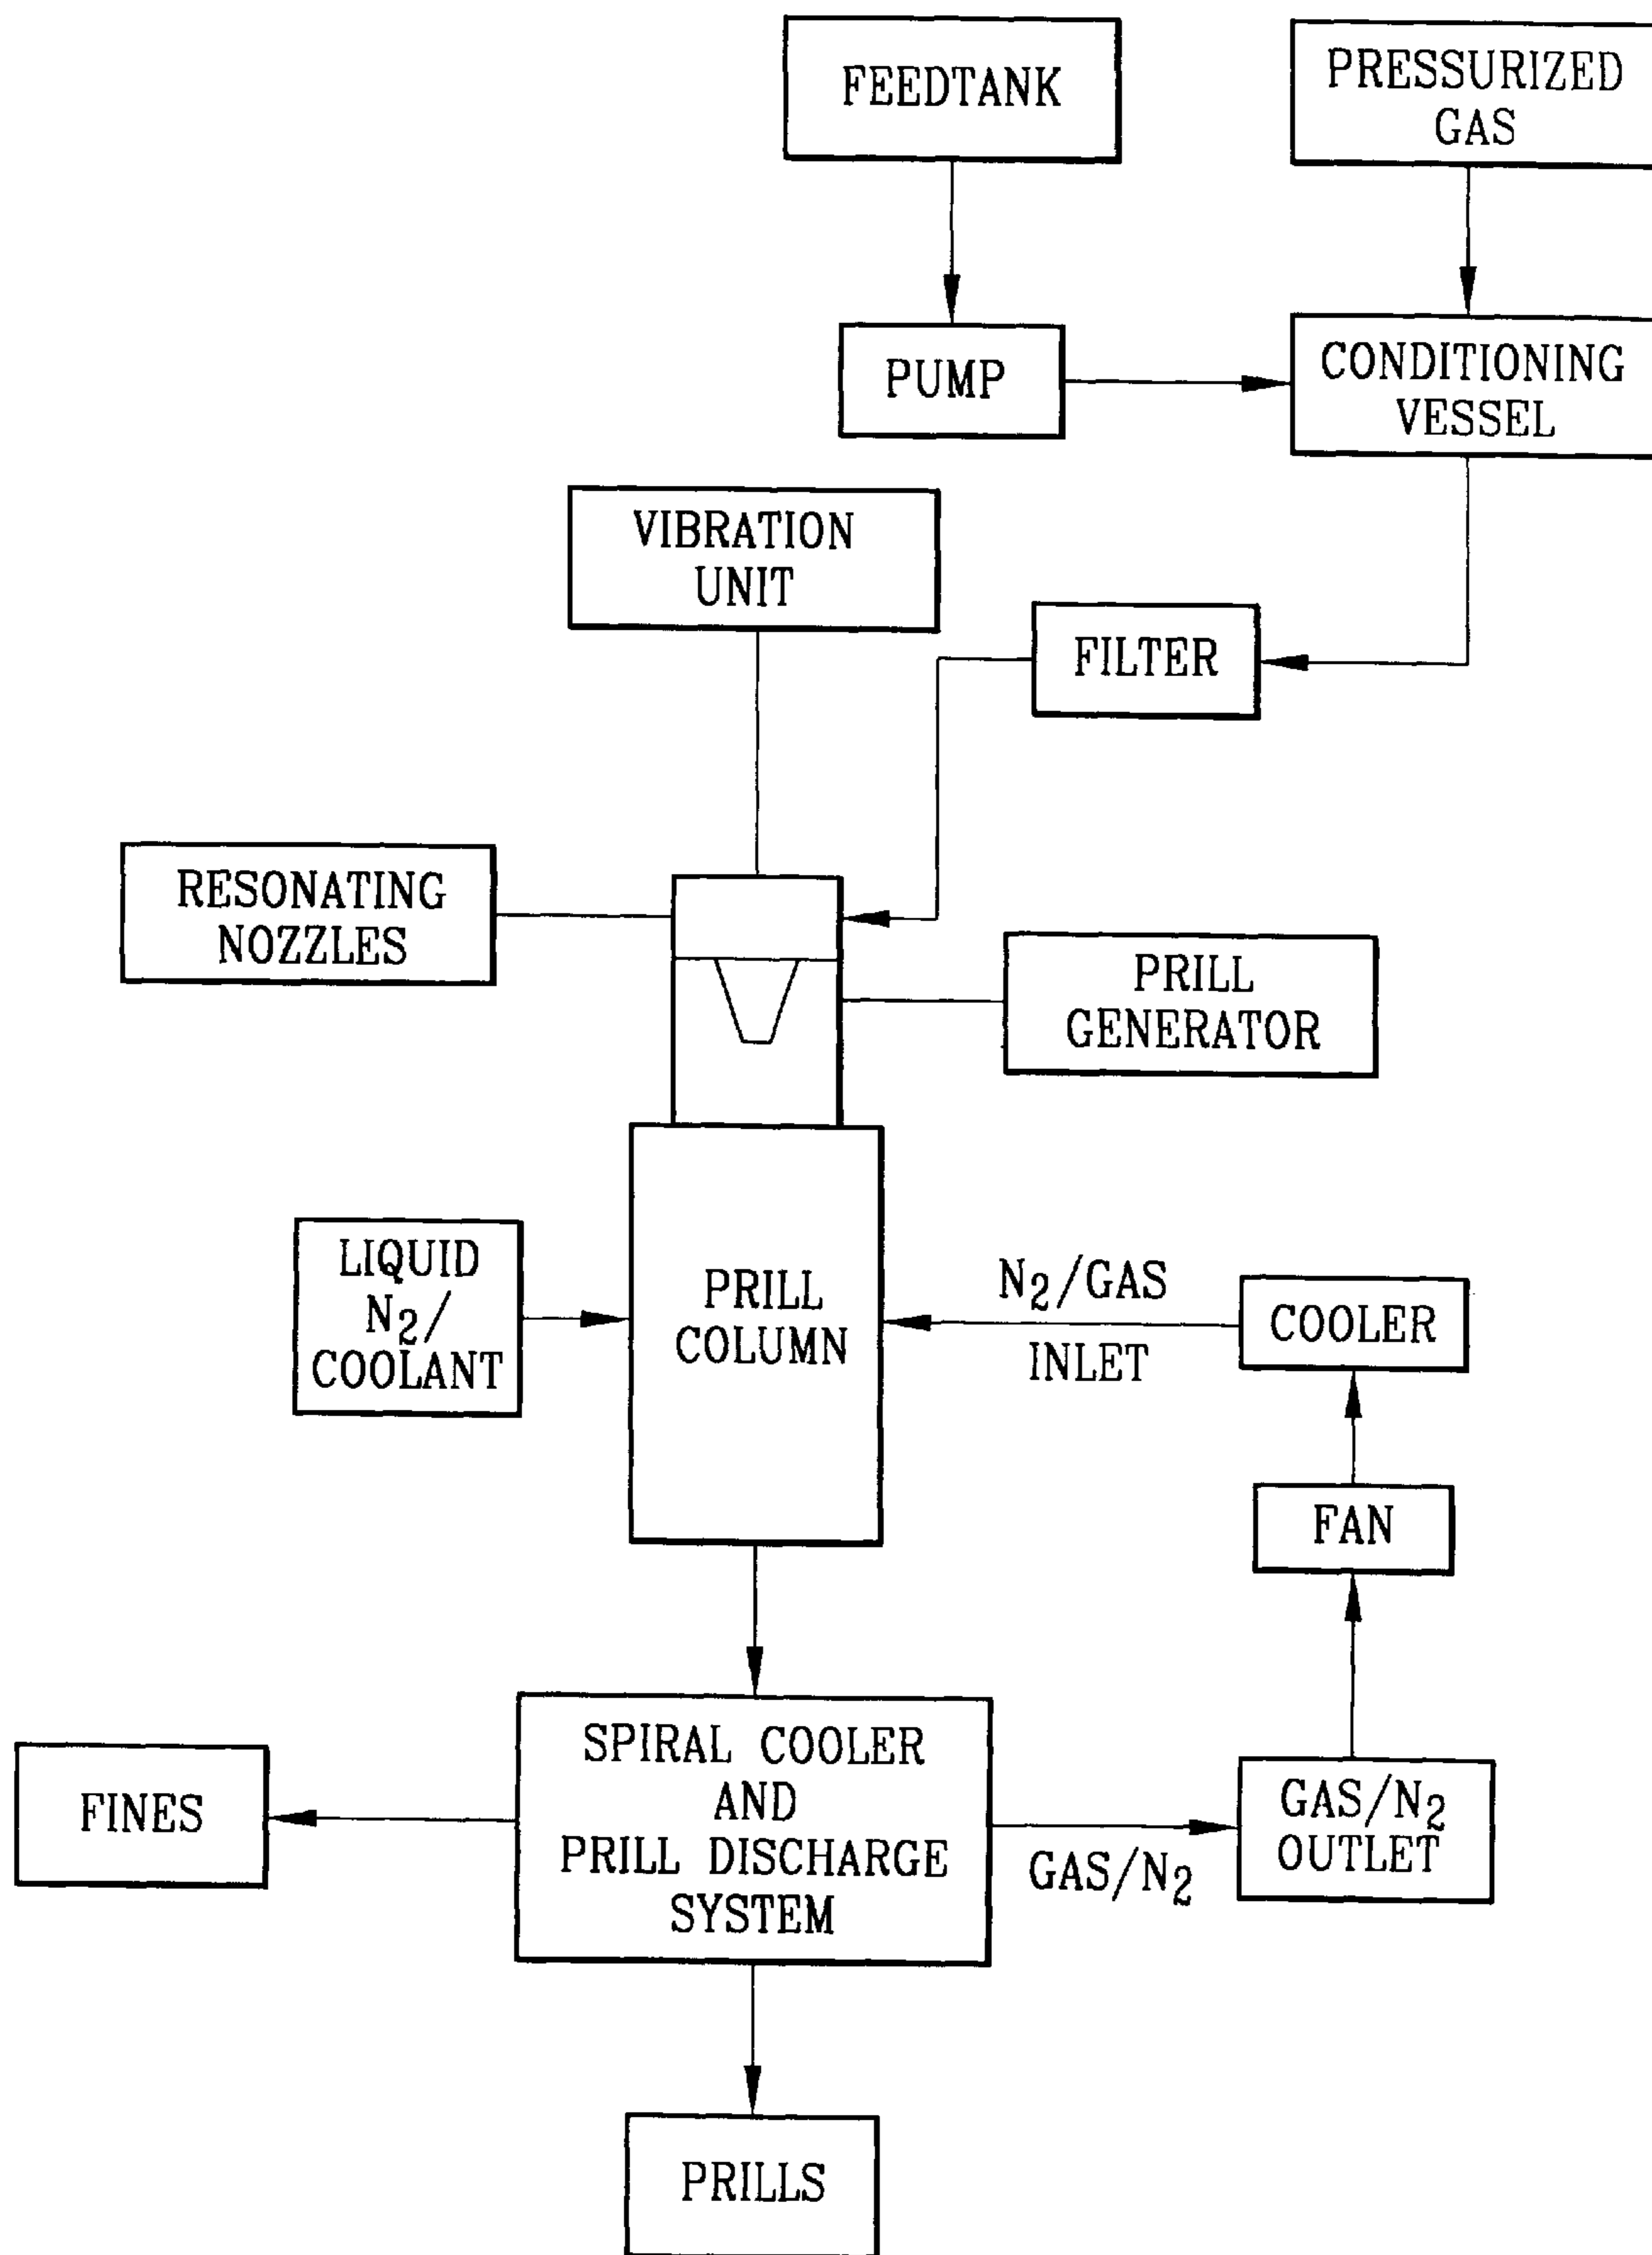 FEEDTANK
PRESSURIZED
GAS
PUMP
CONDITIONING
VESSEL
VIBRATION
UNIT
FILTER
RESONATING
NOZZLES
PRILL
GENERATOR
LIQUID
N2/
COOLANT
PRILL
COLUMN
N2/GAS
INLET
COOLER
FAN
FINES
SPIRAL COOLER
AND
PRILL DISCHARGE
SYSTEM
GAS/N2
GAS/N2
OUTLET
PRILLS